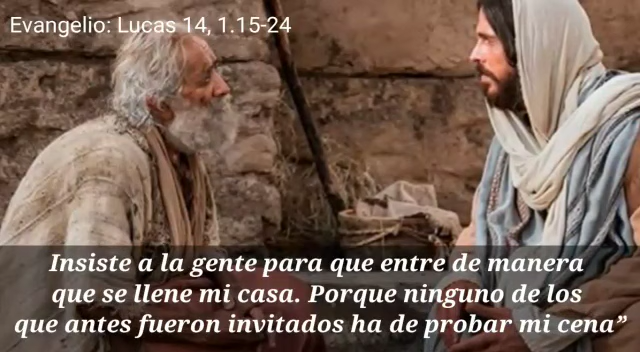 Evangelio: Lucas 14, 1.15-24
Insiste a la gente para que entre de manera
que se llene mi casa. Porque ninguno de los
que antes fueron invitados ha de probar mi cena”